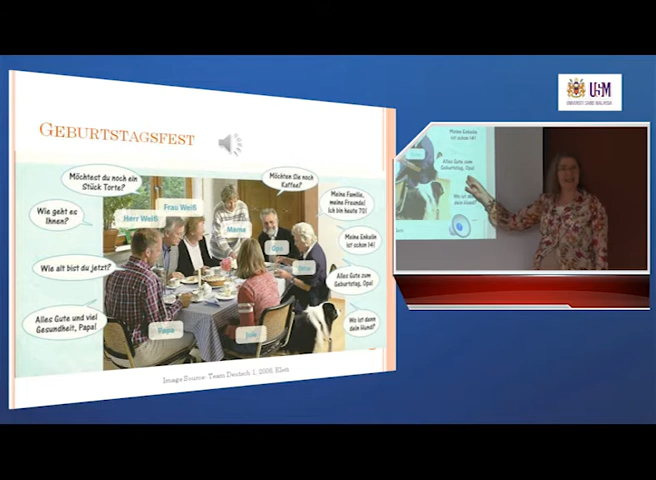 GEBURTSTAGSFEST
Möchtest du noch ein
Stück Torte?
Möchten Sie noch
Kaffee?
Wie geht es
Ihnen?
Frau Weiß
Herr Weiß
Mama
Opa
Oma
Meine Familie,
meine Freunde!
Ich bin heute 70!
Meine Enkelin
ist schon 14!
Wie alt bist du jetzt?
Alles Gute zum
Geburtstag, Opa!
Alles Gute und viel
Gesundheit, Papa!
Papa
Julie
Wo ist denn
dein Hund?
Image Source: Team Deutsch 1, 2008, Klett
USM
UNIVERSITI SAINS MALAYSIA
Meine Enkelin
ist schon 14!
Alles Gute zum
Geburtstag, Opa!
Wo ist denn
dein Hund?